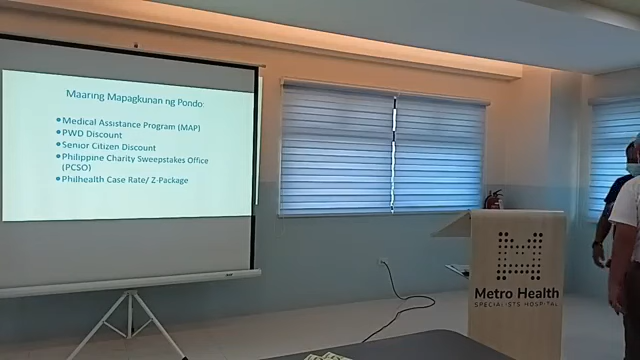 Maaring Mapagkunan ng Pondo:
•Medical Assistance Program (MAP)
•PWD Discount
•Senior Citizen Discount
•Philippine Charity Sweepstakes Office
(PCSO)
•Philhealth Case Rate/ Z-Package
Metro Health
SPECIALISTS HOSPITAL